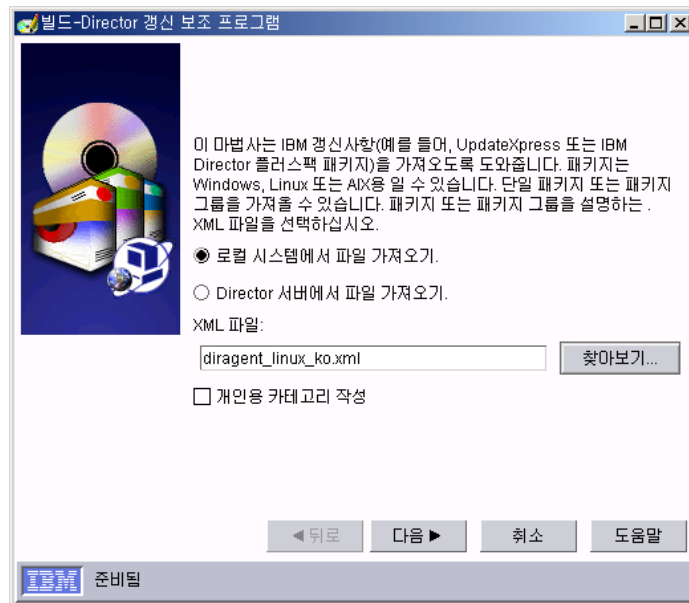 빌드-Director 갱신 보조 프로그램
이 마법사는 IBM 갱신사항(예를 들어, UpdateXpress 또는 IBM
Director 플러스팩 패키지)을 가져오도록 도와줍니다. 패키지는
Windows, Linux 또는 AIX용 일 수 있습니다. 단일 패키지 또는 패키지
그룹을 가져올 수 있습니다. 패키지 또는 패키지 그룹을 설명하는 .
XML 파일을 선택하십시오.
로컬 시스템에서 파일 가져오기.
Director 서버에서 파일 가져오기.
XML 파일:
diragent_linux_ko.xml
찾아보기...
개인용 카테고리 작성
뒤로
다음
취소
도움말
IBM 준비됨